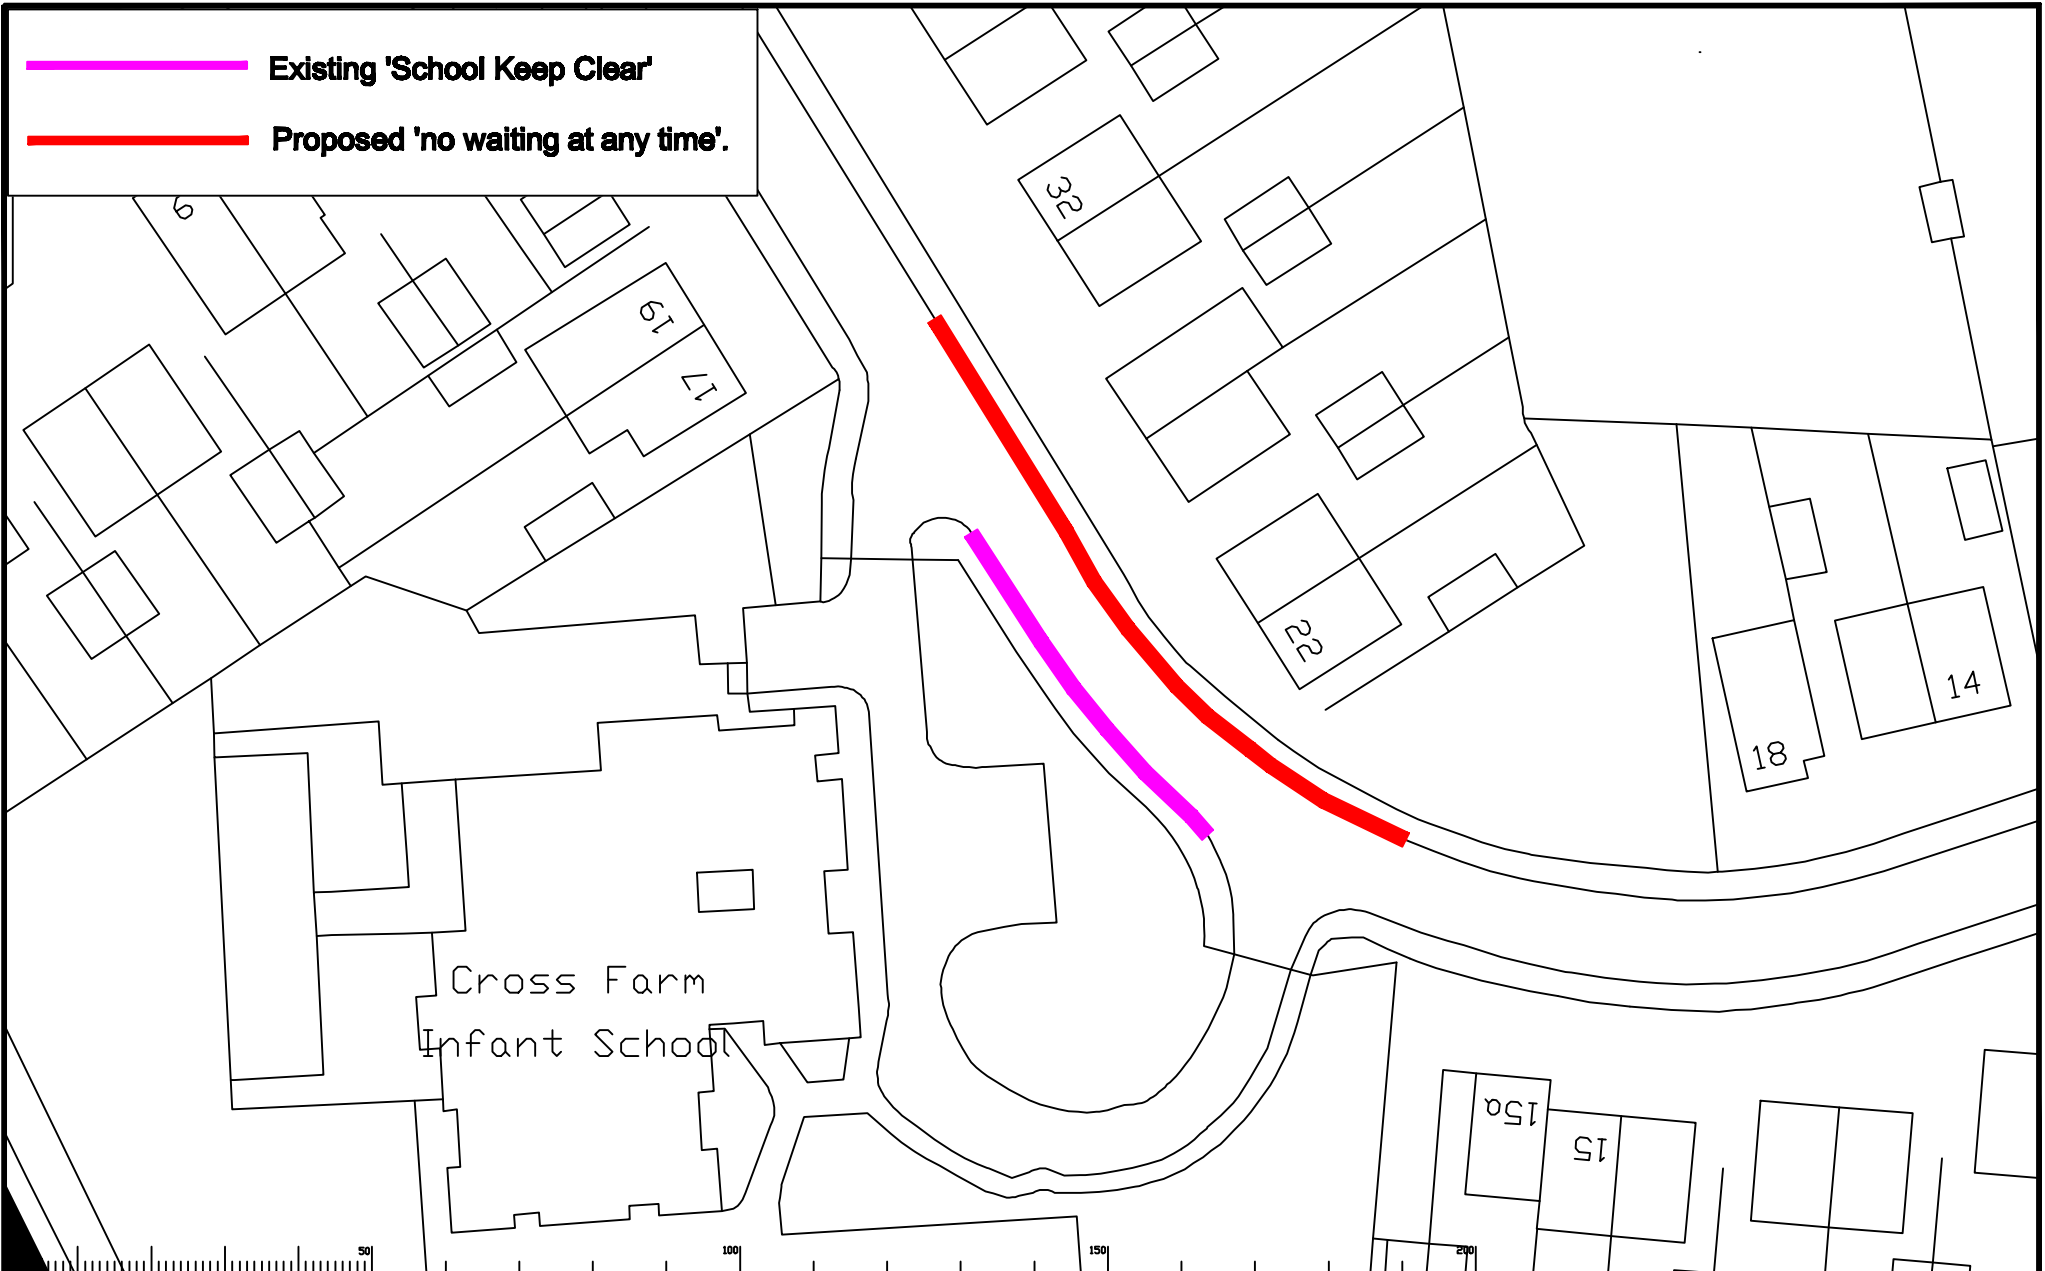 Existing 'School Keep Clear'
Proposed 'no waiting at any time'.
9
32
19
17
22
18
14
Cross Farm
Infant School
15a
15
50
100
150
200